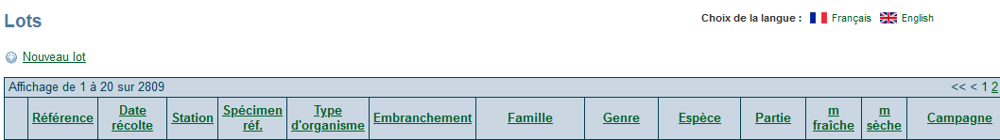 Lots
Choix de la langue : Français English
Nouveau lot
Affichage de 1 à 20 sur 2809 << < 1 2
Référence Date récolte Station Spécimen réf. Type d'organisme Embranchement Famille Genre Espèce Partie m fraîche m sèche Campagne